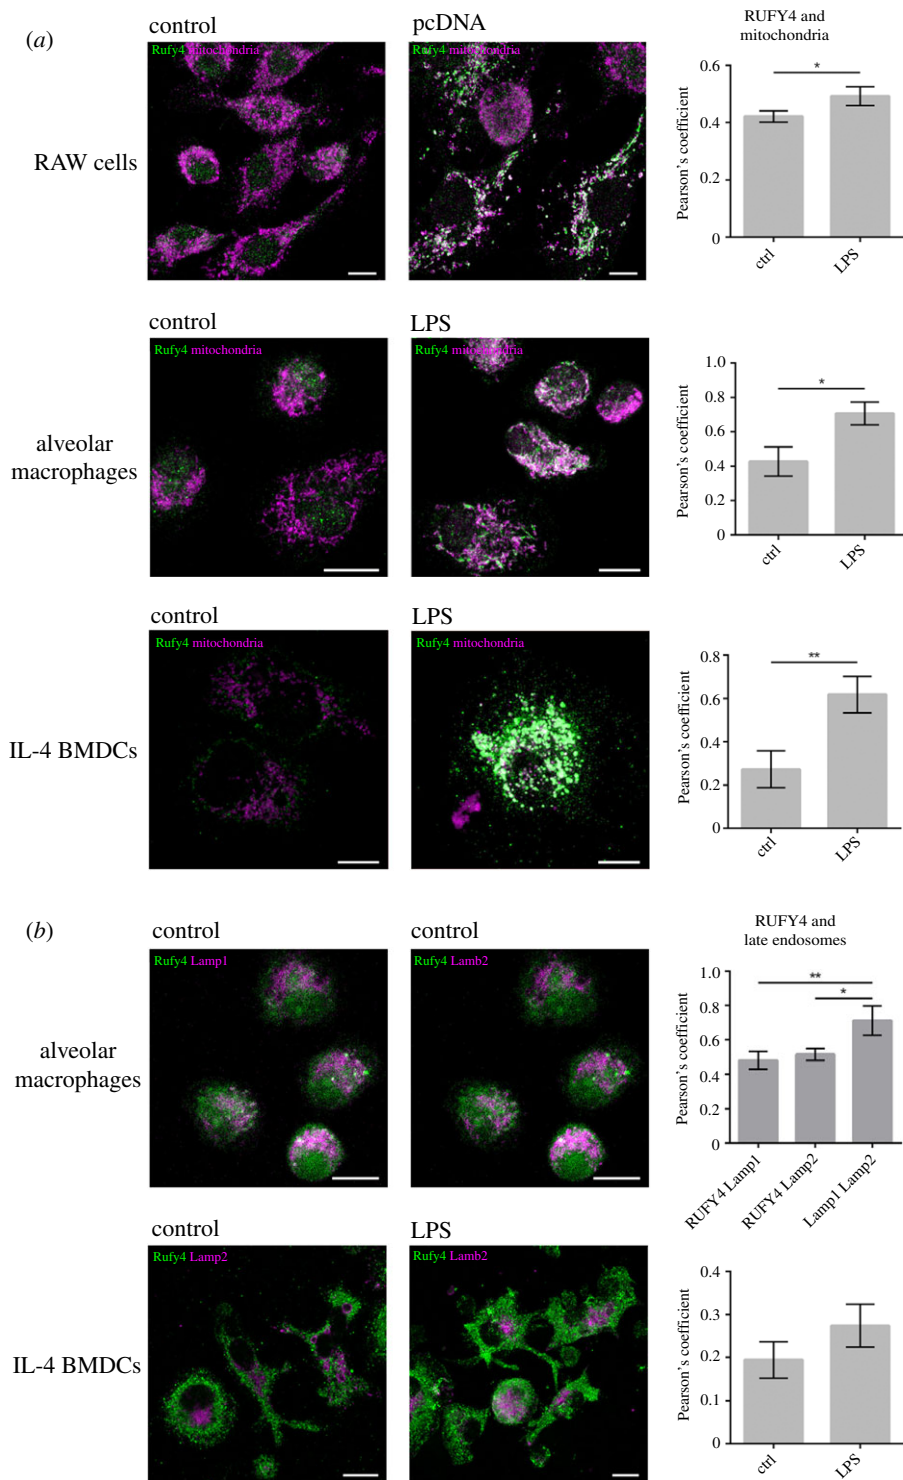 (a)
control
pcDNA
RUFY4 and
mitochondria
RAW cells
Rufy4 mitochondria
Rufy4 mitochondria
Pearson's coefficient
0.6
0.4
0.2
0
*
ctrl
LPS
control
LPS
alveolar
macrophages
Rufy4 mitochondria
Rufy4 mitochondria
Pearson's coefficient
1.0
0.8
0.6
0.4
0.2
0
*
ctrl
LPS
control
LPS
IL-4 BMDCs
Rufy4 mitochondria
Rufy4 mitochondria
Pearson's coefficient
0.8
0.6
0.4
0.2
0
**
ctrl
LPS
(b)
control
control
RUFY4 and
late endosomes
alveolar
macrophages
Rufy4 Lamp1
Rufy4 Lamb2
Pearson's coefficient
1.0
0.8
0.6
0.4
0.2
0
**
*
RUFY4 Lamp1
RUFY4 Lamp2
Lamp1 Lamp2
control
LPS
IL-4 BMDCs
Rufy4 Lamp2
Rufy4 Lamb2
Pearson's coefficient
0.4
0.3
0.2
0.1
0
ctrl
LPS